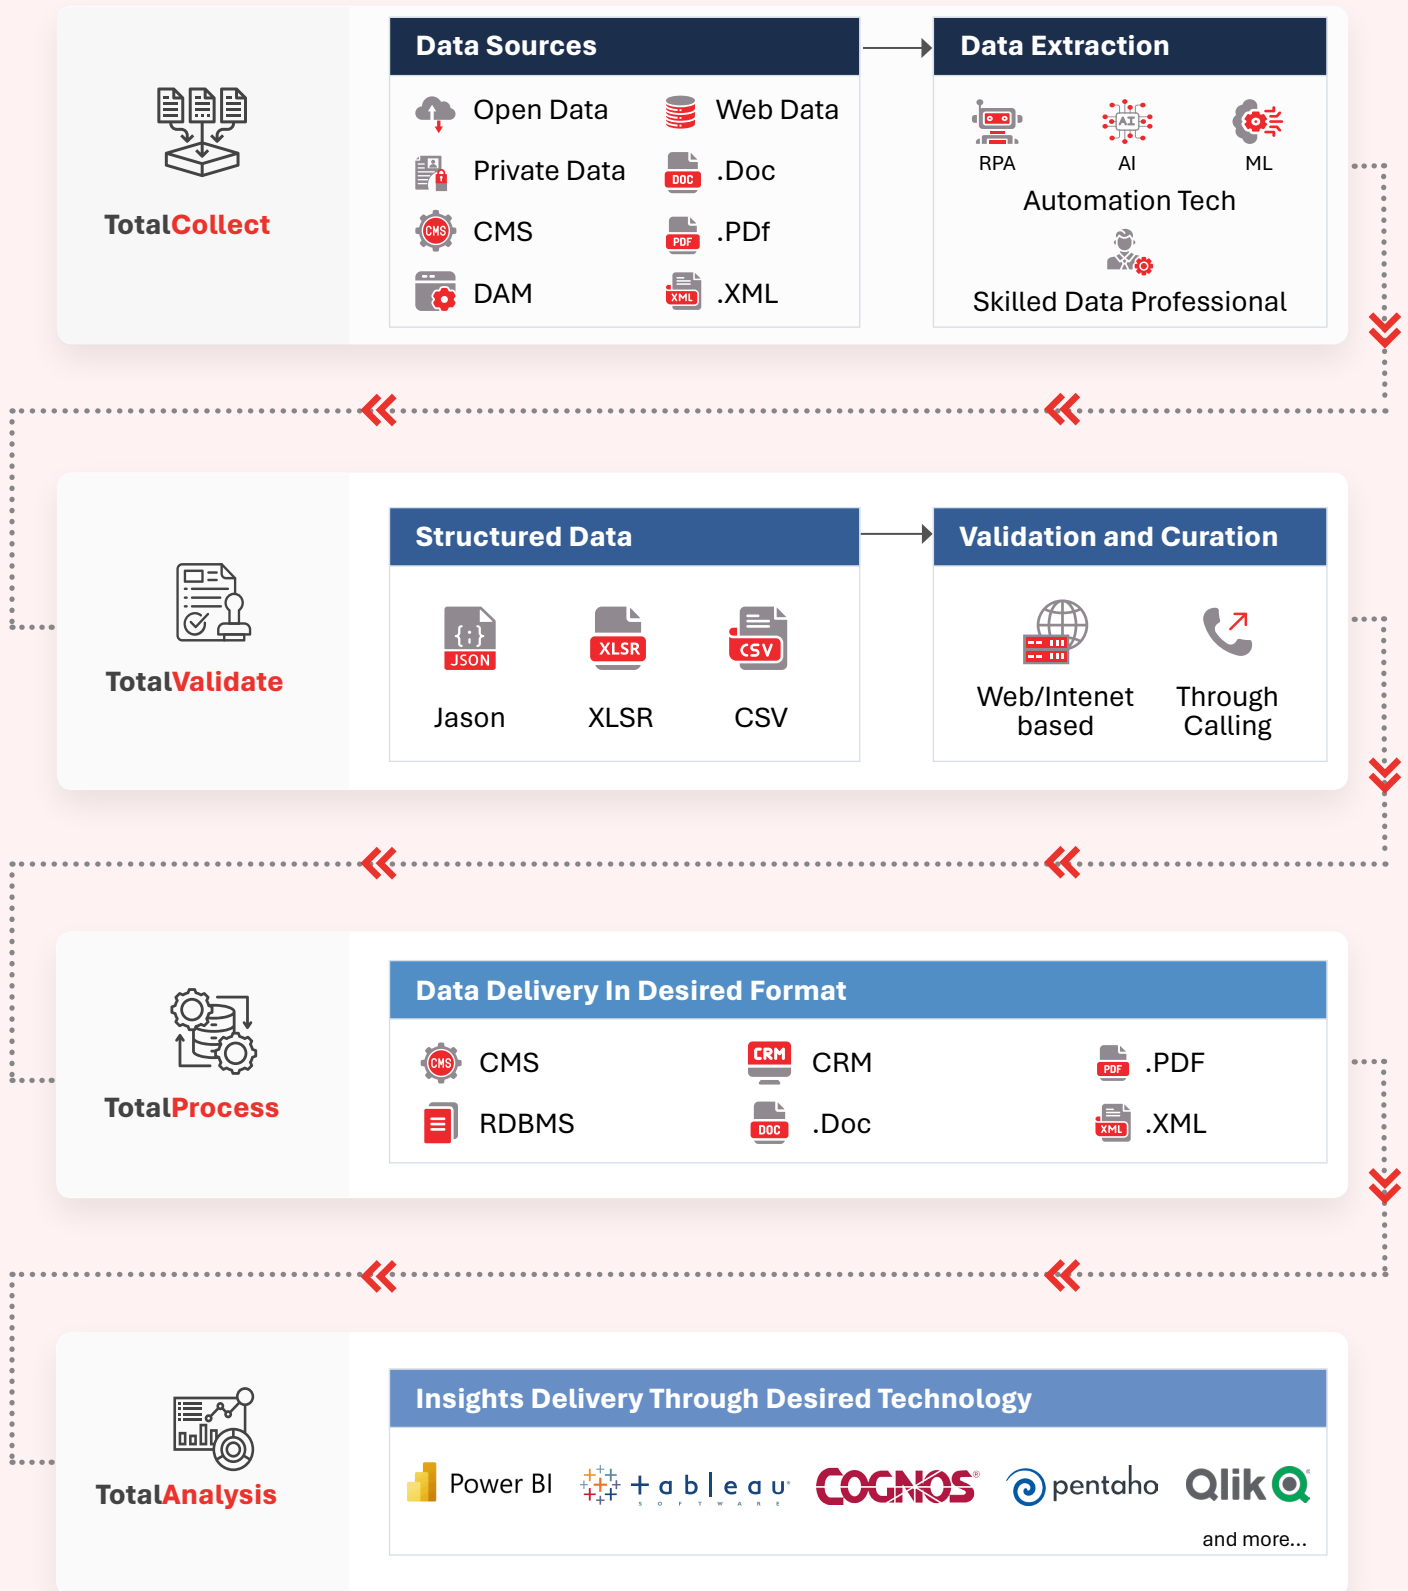 TotalCollect
Data Sources
Open Data
Web Data
Private Data
DOC
.Doc
CMS
CMS
PDF
.PDf
DAM
XML
.XML
Data Extraction
AI
RPA
AI
ML
Automation Tech
Skilled Data Professional
TotalValidate
Structured Data
{;}
JSON
XLSR
CSV
Jason
XLSR
CSV
Validation and Curation
Web/Intenet
based
Through
Calling
TotalProcess
Data Delivery In Desired Format
CMS
CMS
CRM
CRM
PDF
.PDF
RDBMS
DOC
.Doc
XML
.XML
TotalAnalysis
Insights Delivery Through Desired Technology
Power BI
+ableau®
SOFTWARE
COGNOS®
pentaho
Qlik Q
and more...